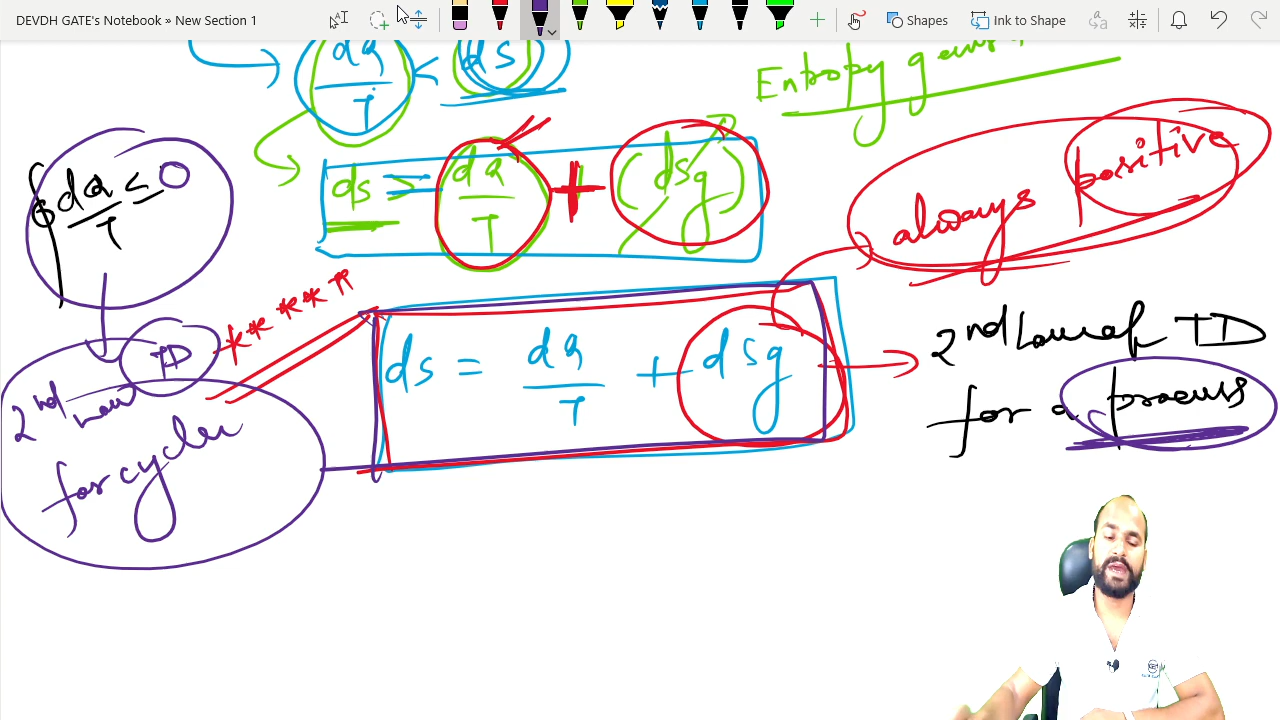 DEVDH GATE's Notebook » New Section 1
Shapes
Ink to Shape
dQ/T < ds
Entropy
ds = dQ/T + (dsg)
always positive
∮ dQ/T ≤ 0
TD ****
2nd Law
for cycle
ds = dQ/T + dsg
2nd Law of TD
for a process